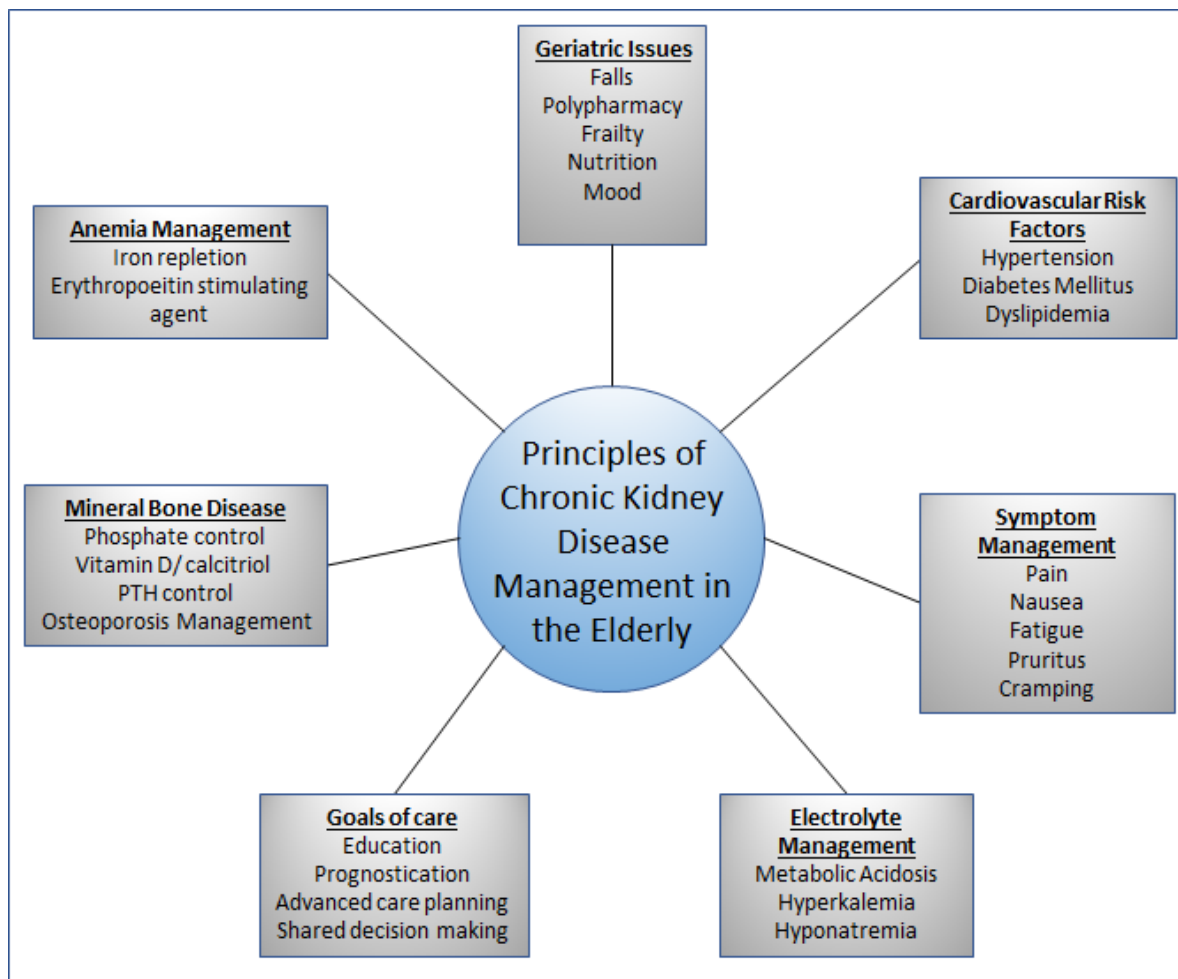 Geriatric Issues
Falls
Polypharmacy
Frailty
Nutrition
Mood
Anemia Management
Iron repletion
Erythropoeitin stimulating
agent
Cardiovascular Risk
Factors
Hypertension
Diabetes Mellitus
Dyslipidemia
Principles of
Chronic Kidney
Disease
Management in
the Elderly
Mineral Bone Disease
Phosphate control
Vitamin D/ calcitriol
PTH control
Osteoporosis Management
Symptom
Management
Pain
Nausea
Fatigue
Pruritus
Cramping
Goals of care
Education
Prognostication
Advanced care planning
Shared decision making
Electrolyte
Management
Metabolic Acidosis
Hyperkalemia
Hyponatremia